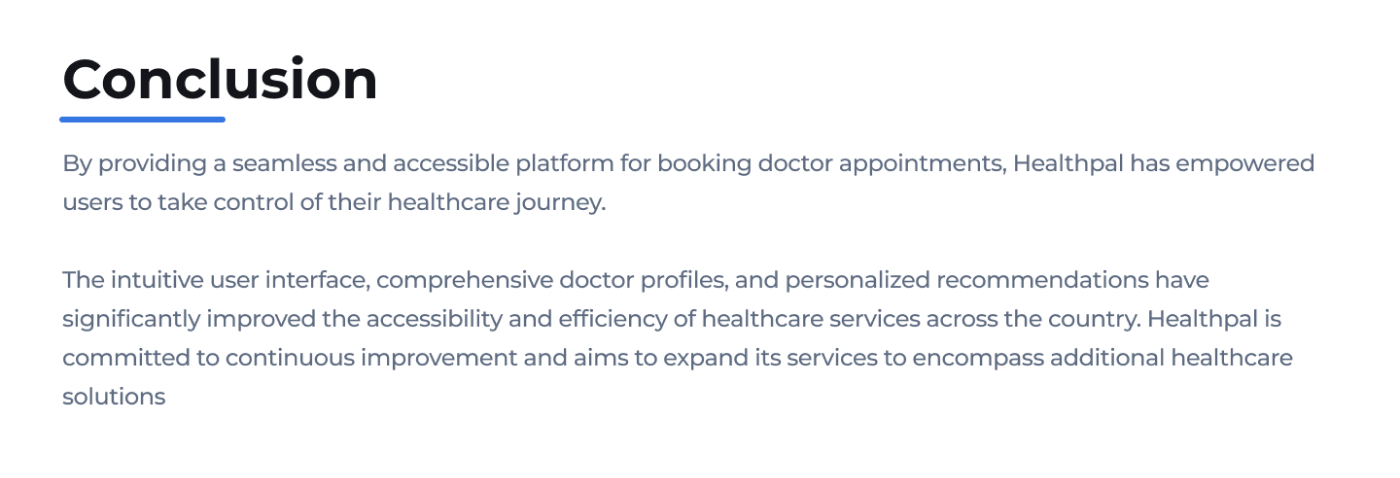 Conclusion
By providing a seamless and accessible platform for booking doctor appointments, Healthpal has empowered
users to take control of their healthcare journey.
The intuitive user interface, comprehensive doctor profiles, and personalized recommendations have
significantly improved the accessibility and efficiency of healthcare services across the country. Healthpal is
committed to continuous improvement and aims to expand its services to encompass additional healthcare
solutions